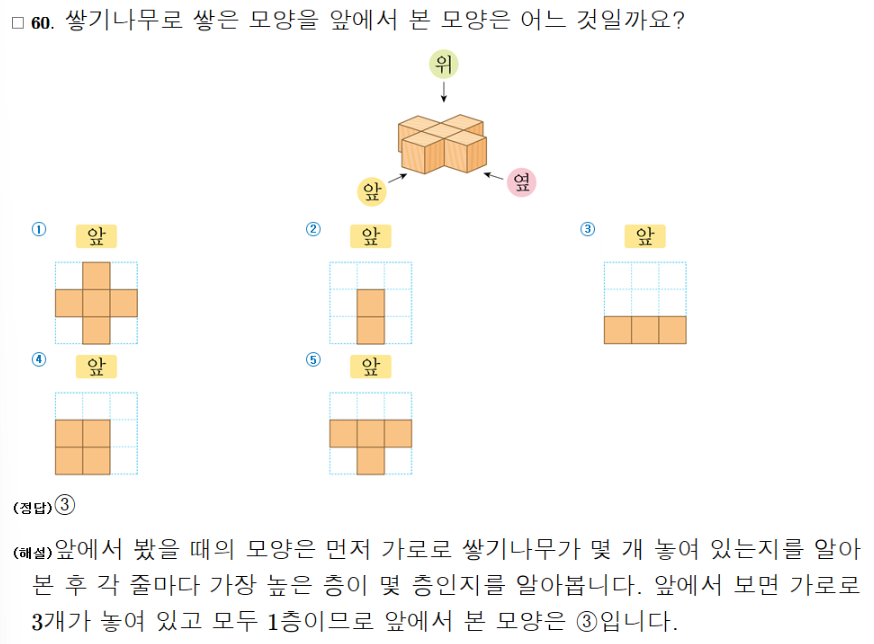 □ 60. 쌓기나무로 쌓은 모양을 앞에서 본 모양은 어느 것일까요?
위
앞
옆
① 앞
② 앞
③ 앞
④ 앞
⑤ 앞
(정답)③
(해설)앞에서 봤을 때의 모양은 먼저 가로로 쌓기나무가 몇 개 놓여 있는지를 알아
본 후 각 줄마다 가장 높은 층이 몇 층인지를 알아봅니다. 앞에서 보면 가로로
3개가 놓여 있고 모두 1층이므로 앞에서 본 모양은 ③입니다.